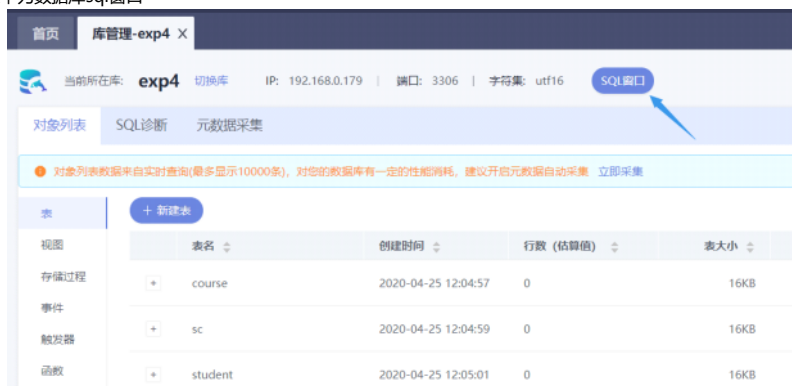 首页 库管理-exp4 X
当前所在库: exp4 切换库 IP: 192.168.0.179 | 端口: 3306 | 字符集: utf16 SQL窗口
对象列表 SQL诊断 元数据采集
对象列表数据来自实时查询(最多显示10000条)，对您的数据库有一定的性能消耗，建议开启元数据自动采集 立即采集
表 + 新建表
视图 表名 创建时间 行数 (估算值) 表大小
存储过程 + course 2020-04-25 12:04:57 0 16KB
事件
触发器 + sc 2020-04-25 12:04:59 0 16KB
函数 + student 2020-04-25 12:05:01 0 16KB